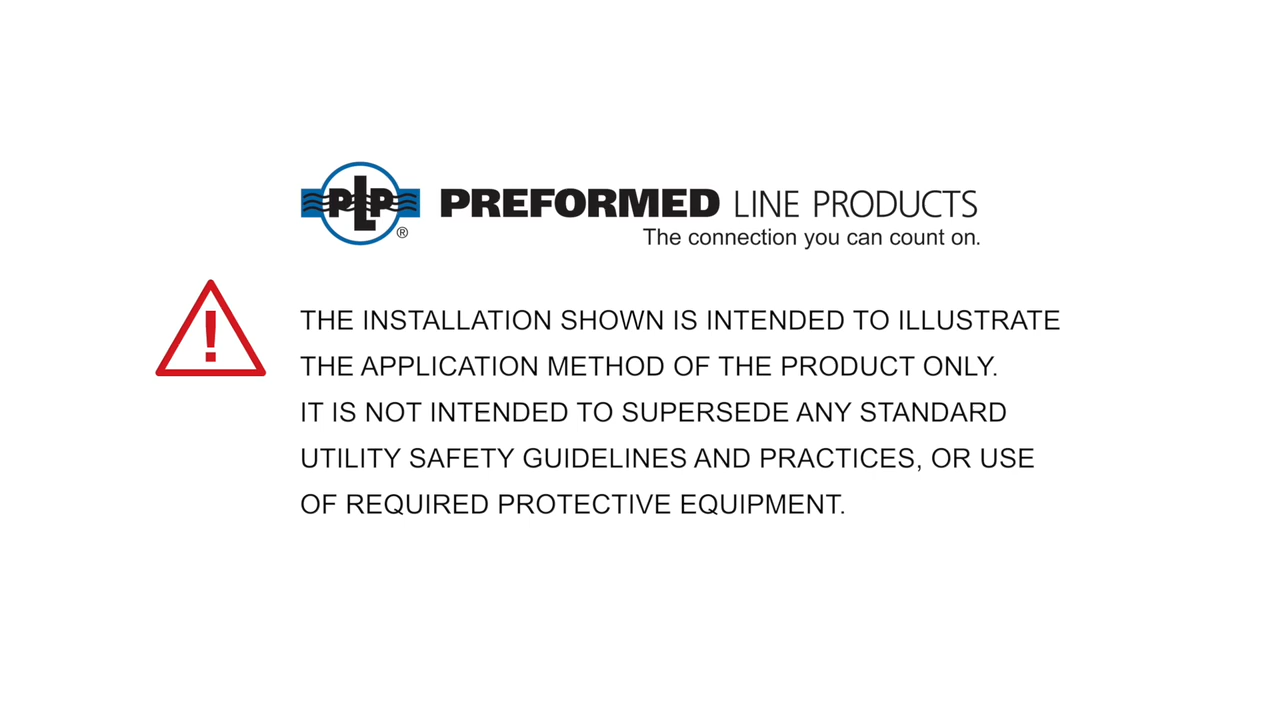 PLP® PREFORMED LINE PRODUCTS
The connection you can count on.
!
THE INSTALLATION SHOWN IS INTENDED TO ILLUSTRATE
THE APPLICATION METHOD OF THE PRODUCT ONLY.
IT IS NOT INTENDED TO SUPERSEDE ANY STANDARD
UTILITY SAFETY GUIDELINES AND PRACTICES, OR USE
OF REQUIRED PROTECTIVE EQUIPMENT.